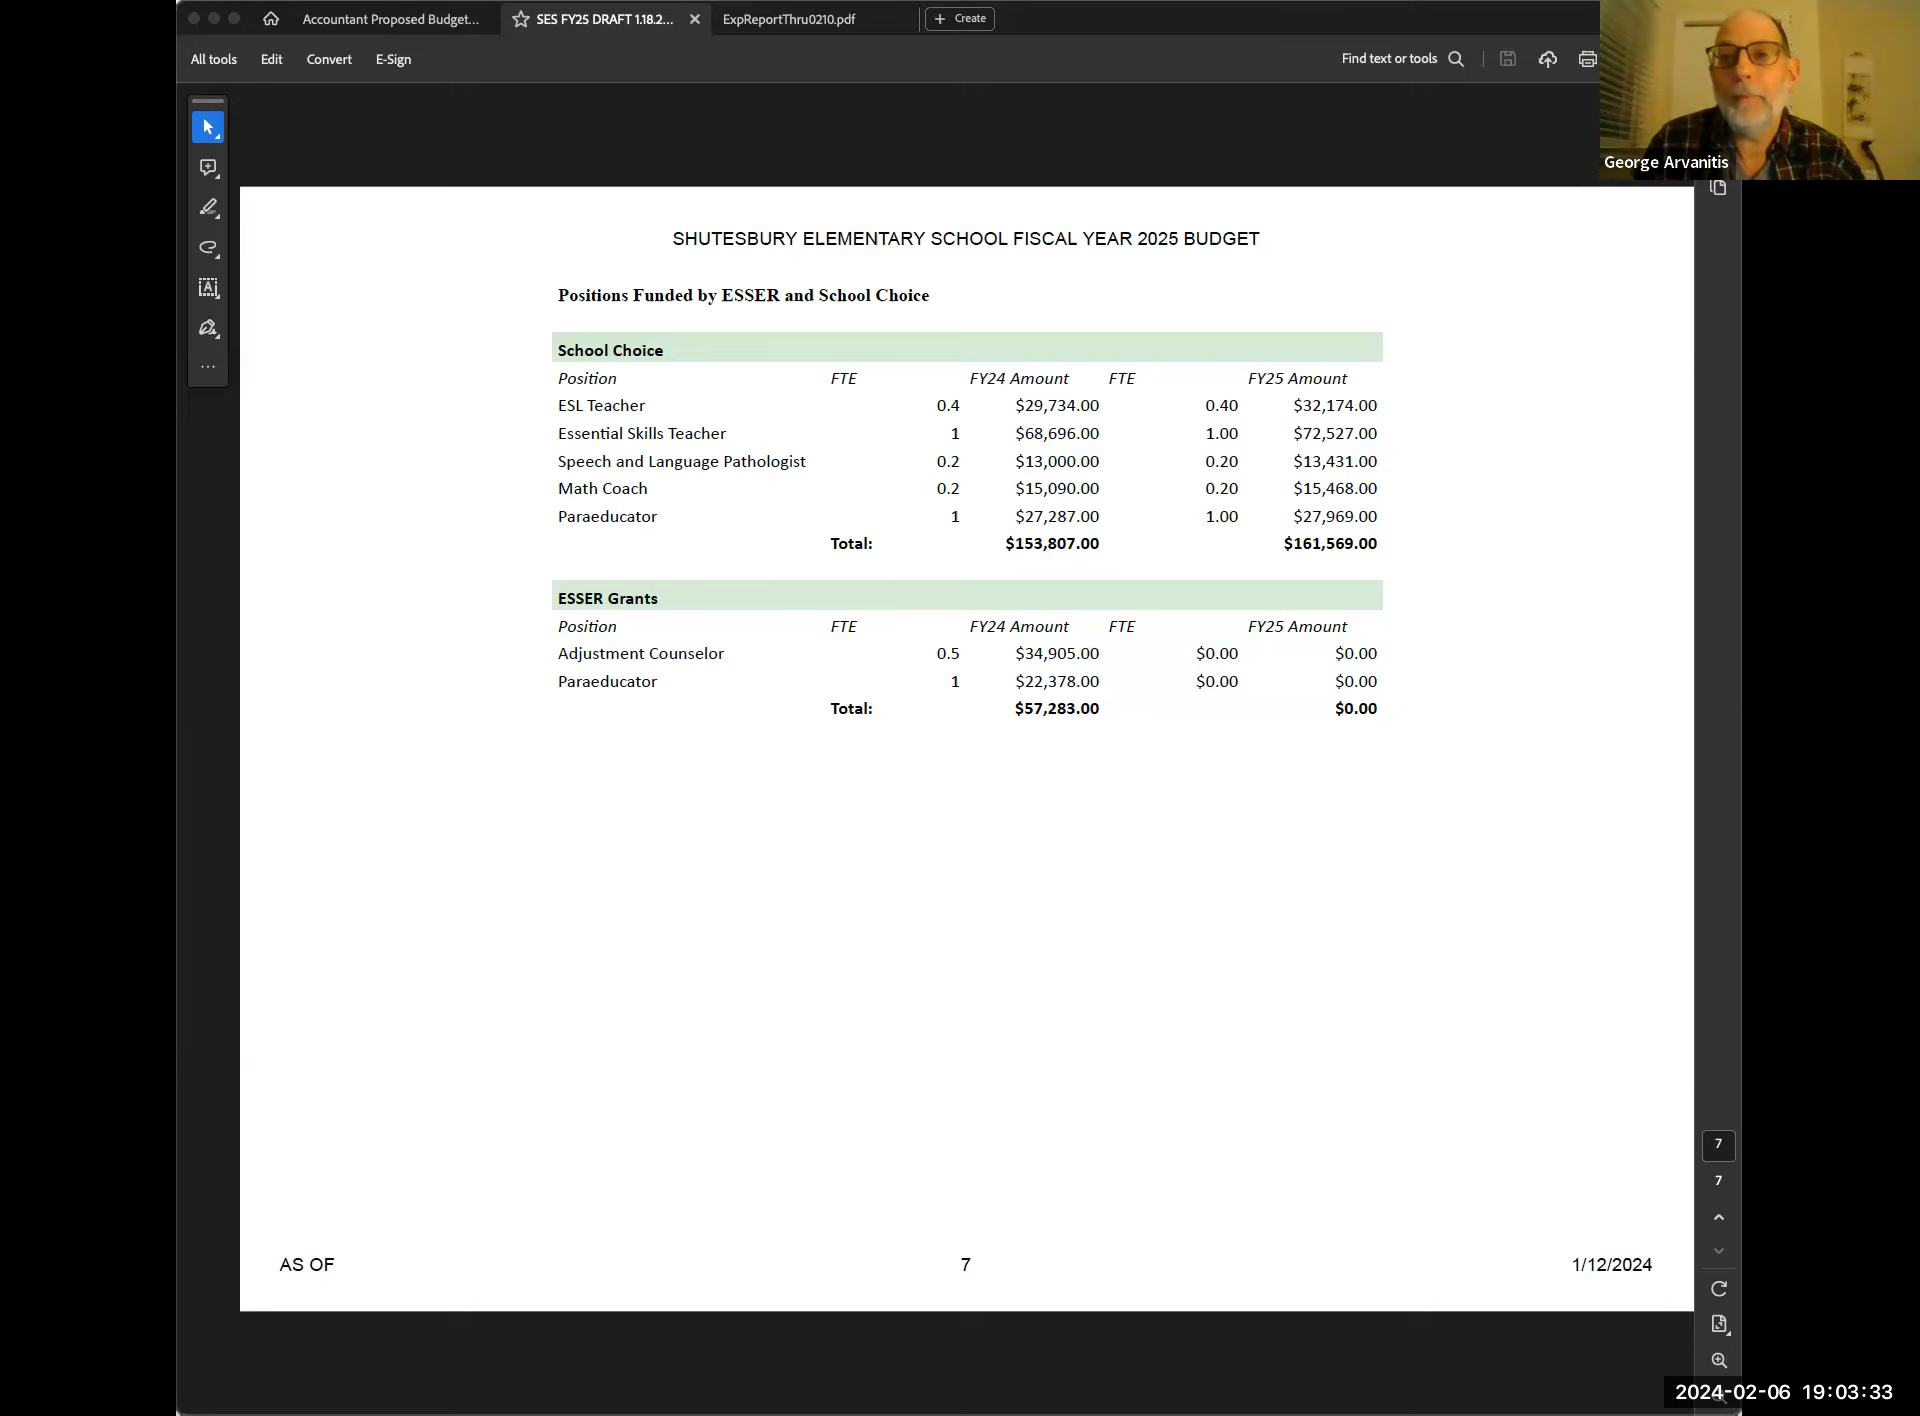 Accountant Proposed Budget... SES FY25 DRAFT 1.18.2... ExpReportThru0210.pdf + Create
All tools Edit Convert E-Sign Find text or tools
George Arvanitis
SHUTESBURY ELEMENTARY SCHOOL FISCAL YEAR 2025 BUDGET
Positions Funded by ESSER and School Choice
School Choice
Position FTE FY24 Amount FTE FY25 Amount
ESL Teacher 0.4 $29,734.00 0.40 $32,174.00
Essential Skills Teacher 1 $68,696.00 1.00 $72,527.00
Speech and Language Pathologist 0.2 $13,000.00 0.20 $13,431.00
Math Coach 0.2 $15,090.00 0.20 $15,468.00
Paraeducator 1 $27,287.00 1.00 $27,969.00
Total: $153,807.00 $161,569.00
ESSER Grants
Position FTE FY24 Amount FTE FY25 Amount
Adjustment Counselor 0.5 $34,905.00 $0.00 $0.00
Paraeducator 1 $22,378.00 $0.00 $0.00
Total: $57,283.00 $0.00
7
7
AS OF 7 1/12/2024
2024-02-06 19:03:33